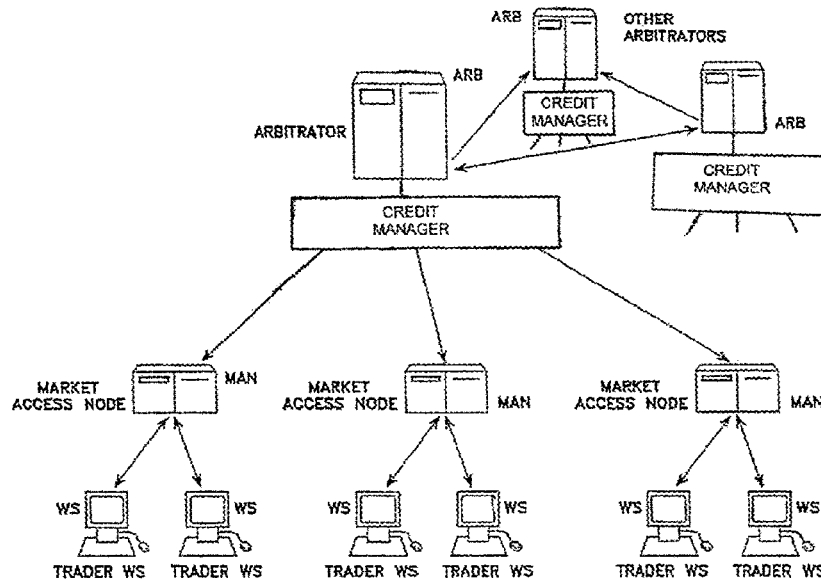 ARB
OTHER
ARBITRATORS
ARB
ARBITRATOR
CREDIT
MANAGER
ARB
CREDIT
MANAGER
CREDIT
MANAGER
MARKET
ACCESS NODE
MAN
MARKET
ACCESS NODE
MAN
MARKET
ACCESS NODE
MAN
WS
WS
WS
WS
WS
WS
TRADER WS
TRADER WS
TRADER WS
TRADER WS
TRADER WS
TRADER WS